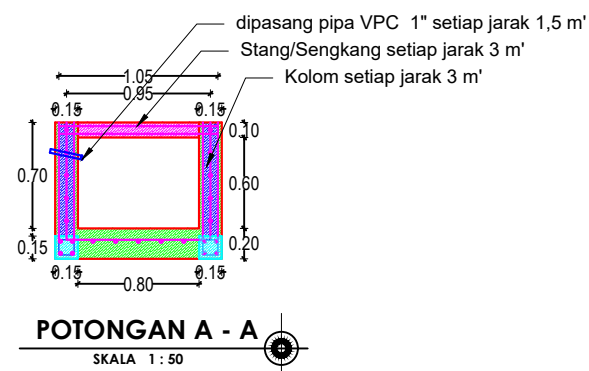 dipasang pipa VPC 1" setiap jarak 1,5 m'
Stang/Sengkang setiap jarak 3 m'
Kolom setiap jarak 3 m'
1.05
0.95
0.15
0.15
0.10
0.70
0.60
0.15
0.20
0.15
0.15
0.80
POTONGAN A - A
SKALA 1 : 50